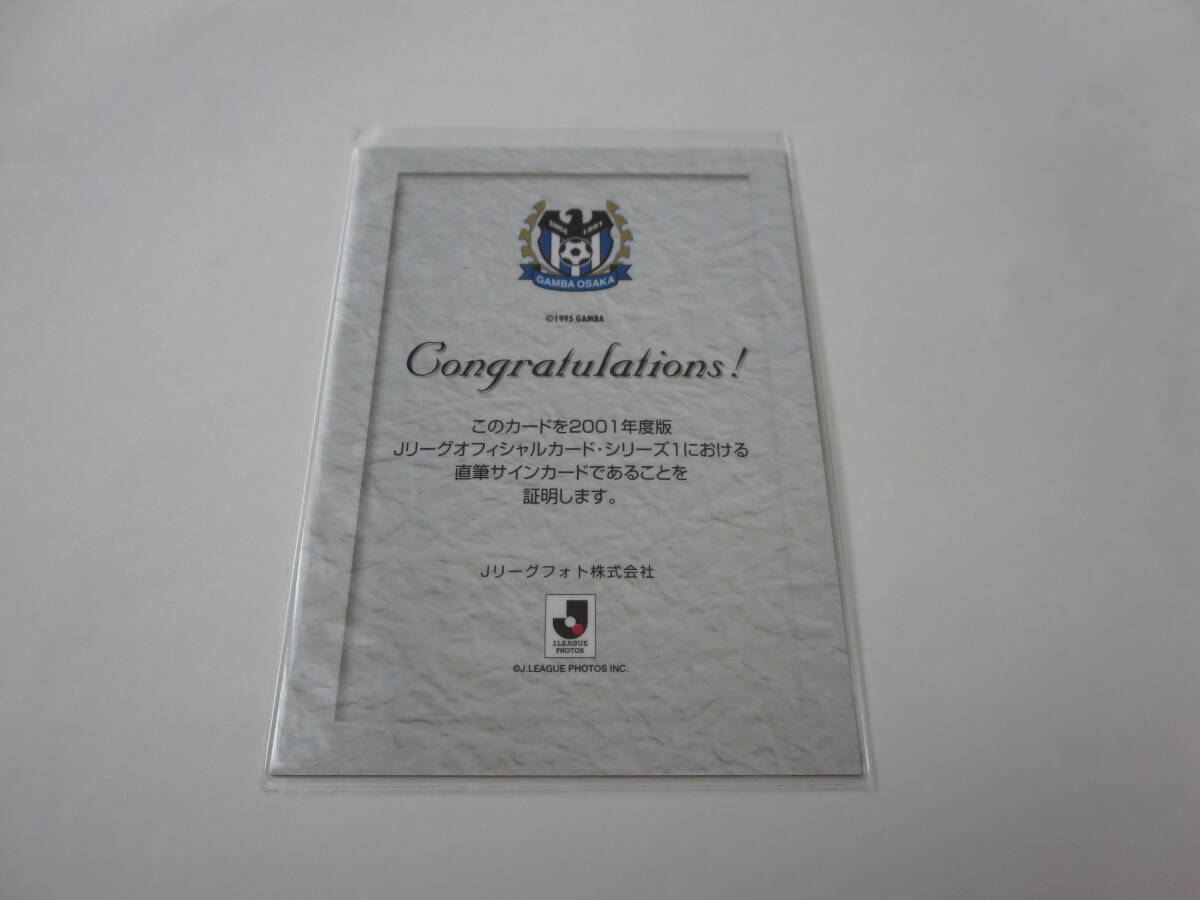 SINCE 1991
GAMBA OSAKA
©1995 GAMBA
Congratulations!
このカードを2001年度版
Jリーグオフィシャルカード・シリーズ1における
直筆サインカードであることを
証明します。
Jリーグフォト株式会社
J.LEAGUE
PHOTOS
©J.LEAGUE PHOTOS INC.